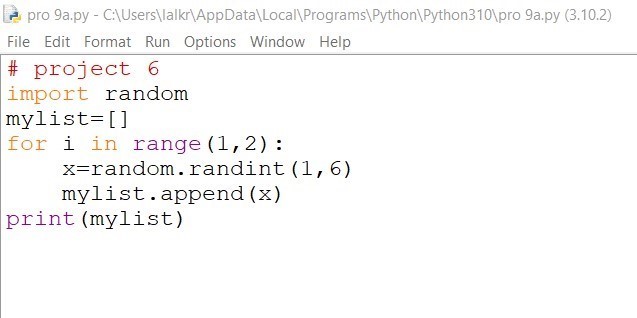 pro 9a.py - C:\Users\lalkr\AppData\Local\Programs\Python\Python310\pro 9a.py (3.10.2)
File Edit Format Run Options Window Help
# project 6
import random
mylist=[]
for i in range(1,2):
    x=random.randint(1,6)
    mylist.append(x)
print(mylist)